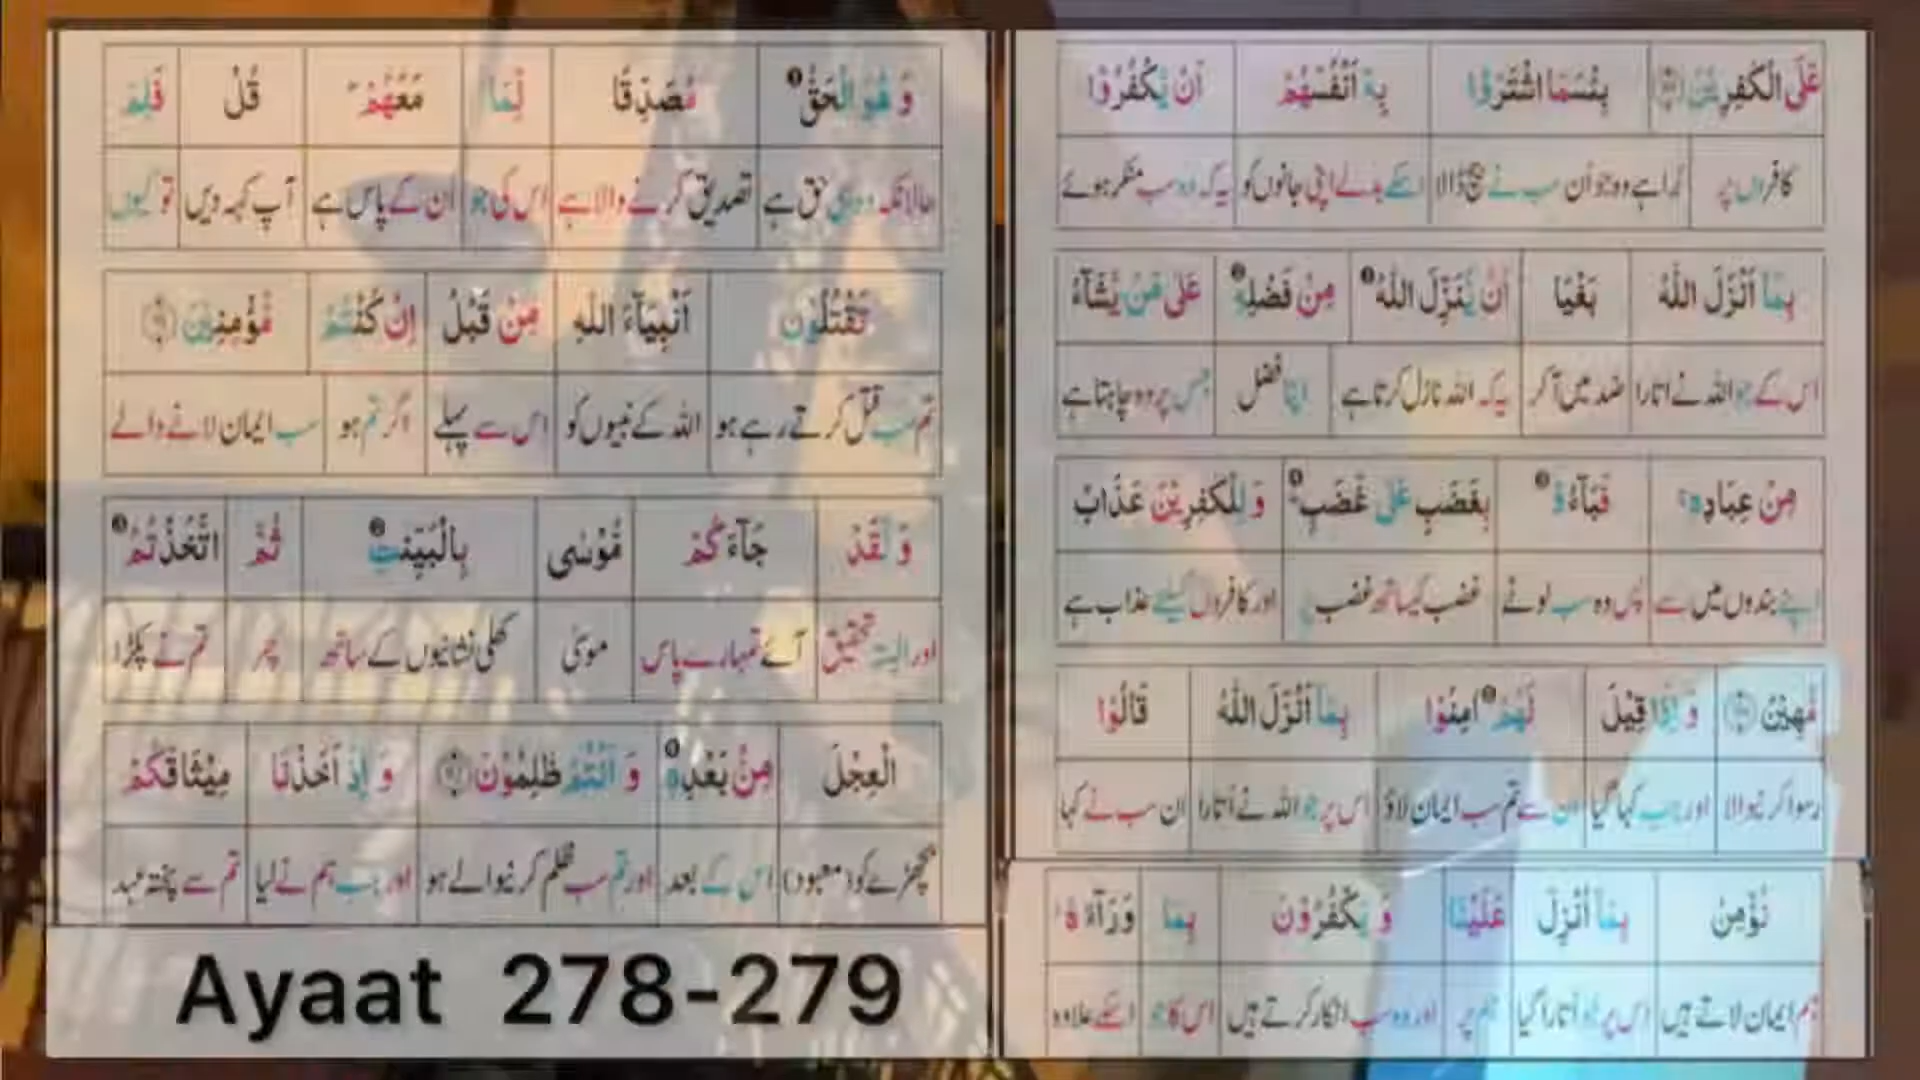 عَلَى الْكٰفِرِيْنَ بِئْسَمَا اشْتَرَوْا بِهٖۤ اَنْفُسَهُمْ اَنْ يَّكْفُرُوْا
کافروں پر بُرا ہے وہ جو اُن سب نے بیچ ڈالا اسکے بدلے اپنی جانوں کو یہ کہ وہ سب منکر ہوئے
بِمَاۤ اَنْزَلَ اللّٰهُ بَغْيًا اَنْ يُّنَزِّلَ اللّٰهُ مِنْ فَضْلِهٖ عَلٰى مَنْ يَّشَآءُ
اس کے جو اللہ نے اتارا ضد میں آ کر یہ کہ اللہ نازل کرتا ہے اپنا فضل جس پر وہ چاہتا ہے
مِنْ عِبَادِهٖ فَبَآءُوْ بِغَضَبٍ عَلٰى غَضَبٍ وَ لِلْكٰفِرِيْنَ عَذَابٌ
اپنے بندوں میں سے پس وہ سب لوٹے غضب کیساتھ غضب پر اور کافروں کیلئے عذاب ہے
مُّهِيْنٌ وَ اِذَا قِيْلَ لَهُمْ اٰمِنُوْا بِمَاۤ اَنْزَلَ اللّٰهُ قَالُوْا
رسوا کرنیوالا اور جب کہا گیا ان سے تم سب ایمان لاؤ اس پر جو اللہ نے اُتارا ان سب نے کہا
نُؤْمِنُ بِمَاۤ اُنْزِلَ عَلَيْنَا وَ يَكْفُرُوْنَ بِمَا وَرَآءَهٗ
ہم ایمان لاتے ہیں اس پر جو اُتارا گیا ہم پر اور وہ سب انکار کرتے ہیں اس کا جو اسکے علاوہ
وَ هُوَ الْحَقُّ مُصَدِّقًا لِّمَا مَعَهُمْ قُلْ فَلِمَ
حالانکہ وہ ہی حق ہے تصدیق کرنے والا ہے اس کی جو ان کے پاس ہے آپ کہہ دیں تو کیوں
تَقْتُلُوْنَ اَنْۢبِيَآءَ اللّٰهِ مِنْ قَبْلُ اِنْ كُنْتُمْ مُّؤْمِنِيْنَ
تم سب قتل کرتے رہے ہو اللہ کے نبیوں کو اس سے پہلے اگر تم ہو سب ایمان لانے والے
وَ لَقَدْ جَآءَكُمْ مُّوْسٰى بِالْبَيِّنٰتِ ثُمَّ اتَّخَذْتُمُ
اور البتہ تحقیق آئے تمہارے پاس موسیٰ کھلی نشانیوں کے ساتھ پھر تم نے پکڑا
الْعِجْلَ مِنْۢ بَعْدِهٖ وَ اَنْتُمْ ظٰلِمُوْنَ وَ اِذْ اَخَذْنَا مِيْثَاقَكُمْ
بچھڑے کو (معبود) اس کے بعد اور تم سب ظلم کرنیوالے ہو اور جب ہم نے لیا تم سے پختہ عہد
Ayaat 278-279